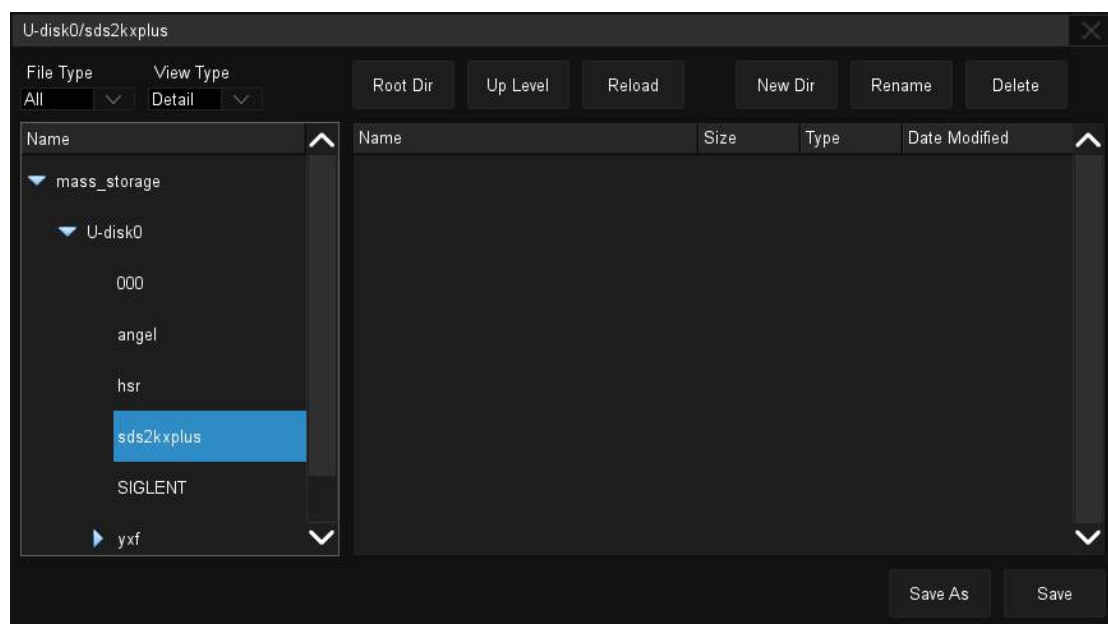 U-disk0/sds2kxplus
File Type View Type
All Detail Root Dir Up Level Reload New Dir Rename Delete
Name Name Size Type Date Modified
mass_storage
U-disk0
000
angel
hsr
sds2kxplus
SIGLENT
yxf
Save As Save